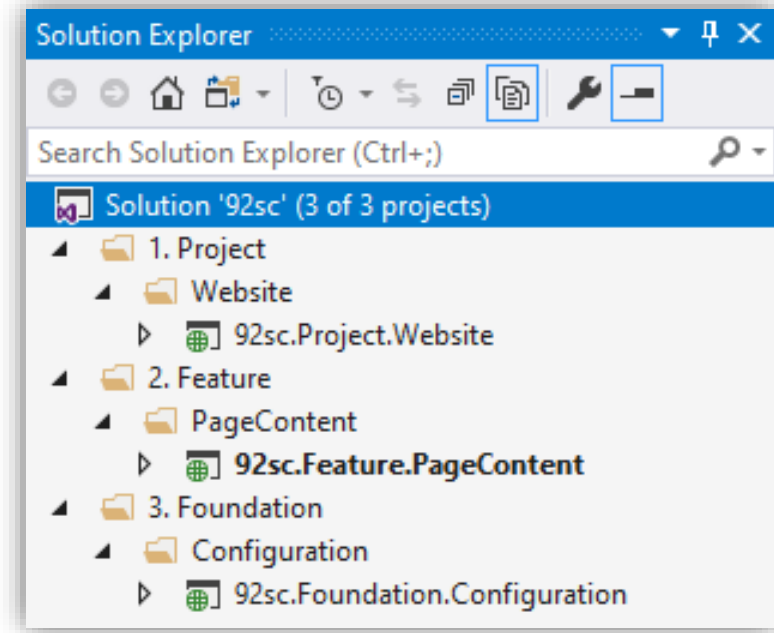 Solution Explorer
Search Solution Explorer (Ctrl+;)
Solution '92sc' (3 of 3 projects)
1. Project
Website
92sc.Project.Website
2. Feature
PageContent
92sc.Feature.PageContent
3. Foundation
Configuration
92sc.Foundation.Configuration